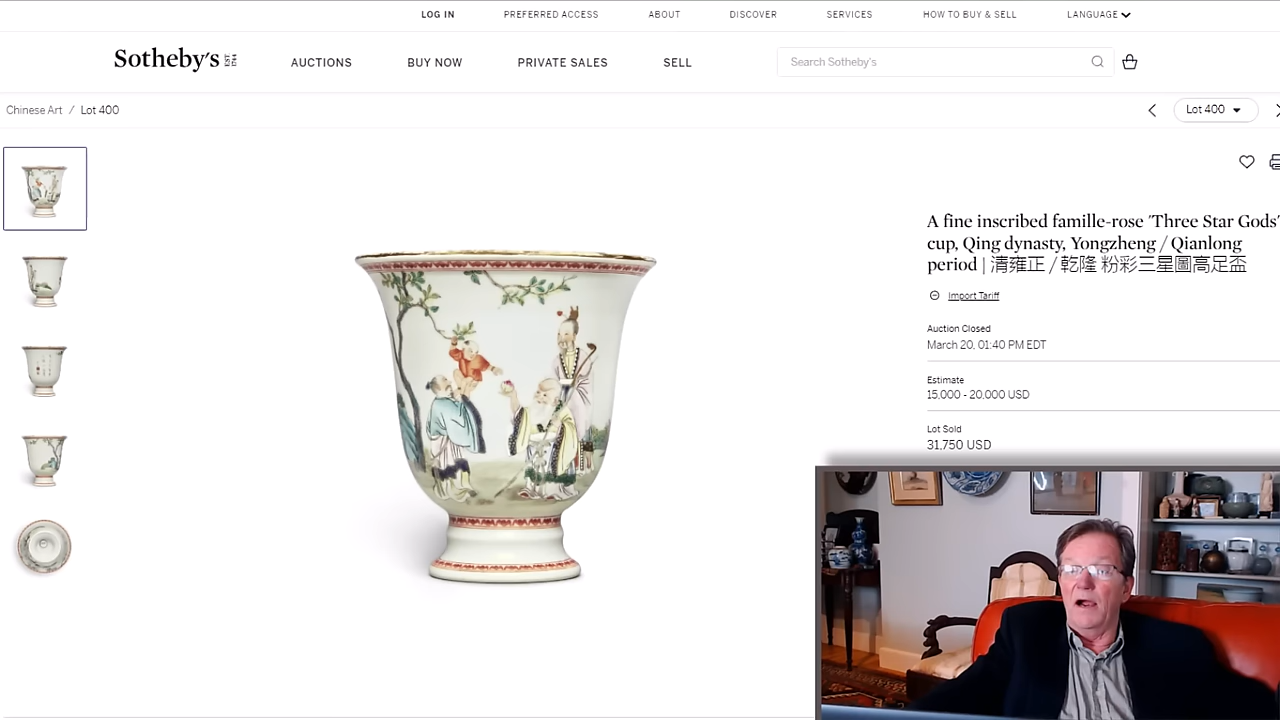 LOG IN
PREFERRED ACCESS
ABOUT
DISCOVER
SERVICES
HOW TO BUY & SELL
LANGUAGE
Sotheby's EST 1744
AUCTIONS
BUY NOW
PRIVATE SALES
SELL
Search Sotheby's
Chinese Art / Lot 400
Lot 400
A fine inscribed famille-rose 'Three Star Gods'
cup, Qing dynasty, Yongzheng / Qianlong
period | 清雍正 / 乾隆 粉彩三星圖高足盃
Import Tariff
Auction Closed
March 20, 01:40 PM EDT
Estimate
15,000 - 20,000 USD
Lot Sold
31,750 USD